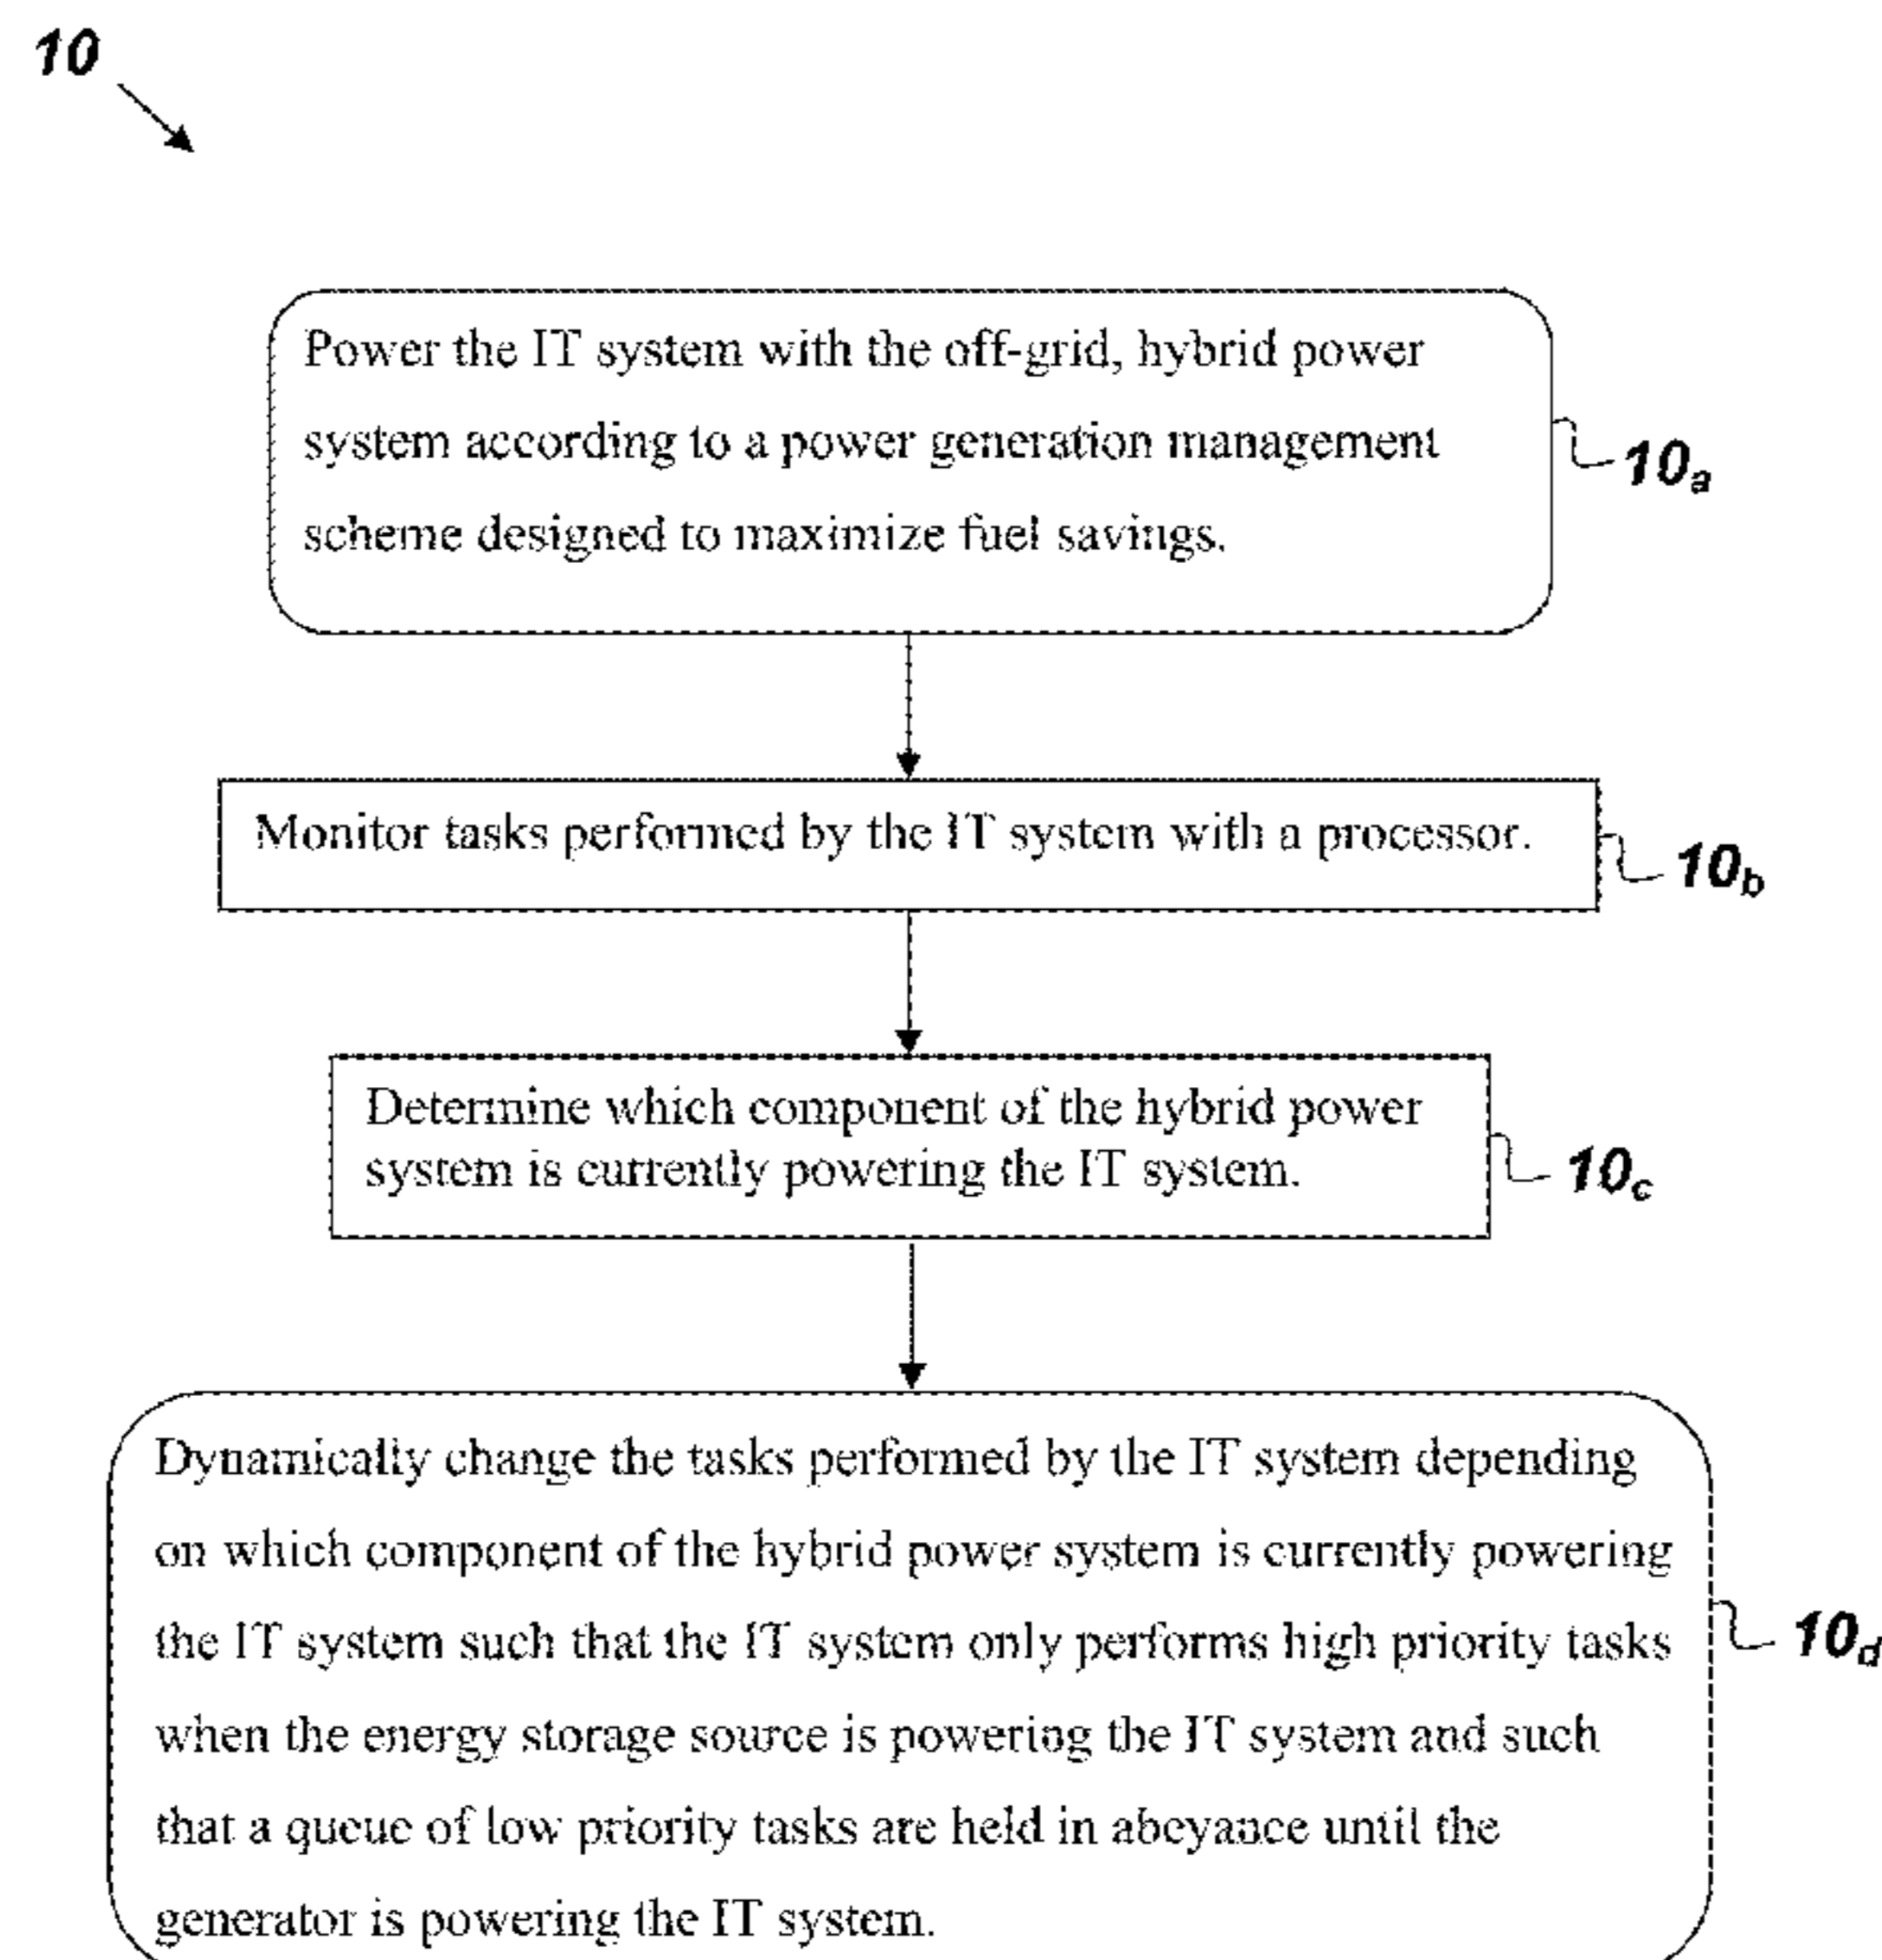 10
Power the IT system with the off-grid, hybrid power
system according to a power generation management
scheme designed to maximize fuel savings.
10a
Monitor tasks performed by the IT system with a processor.
10b
Determine which component of the hybrid power
system is currently powering the IT system.
10c
Dynamically change the tasks performed by the IT system depending
on which component of the hybrid power system is currently powering
the IT system such that the IT system only performs high priority tasks
when the energy storage source is powering the IT system and such
that a queue of low priority tasks are held in abeyance until the
generator is powering the IT system.
10d